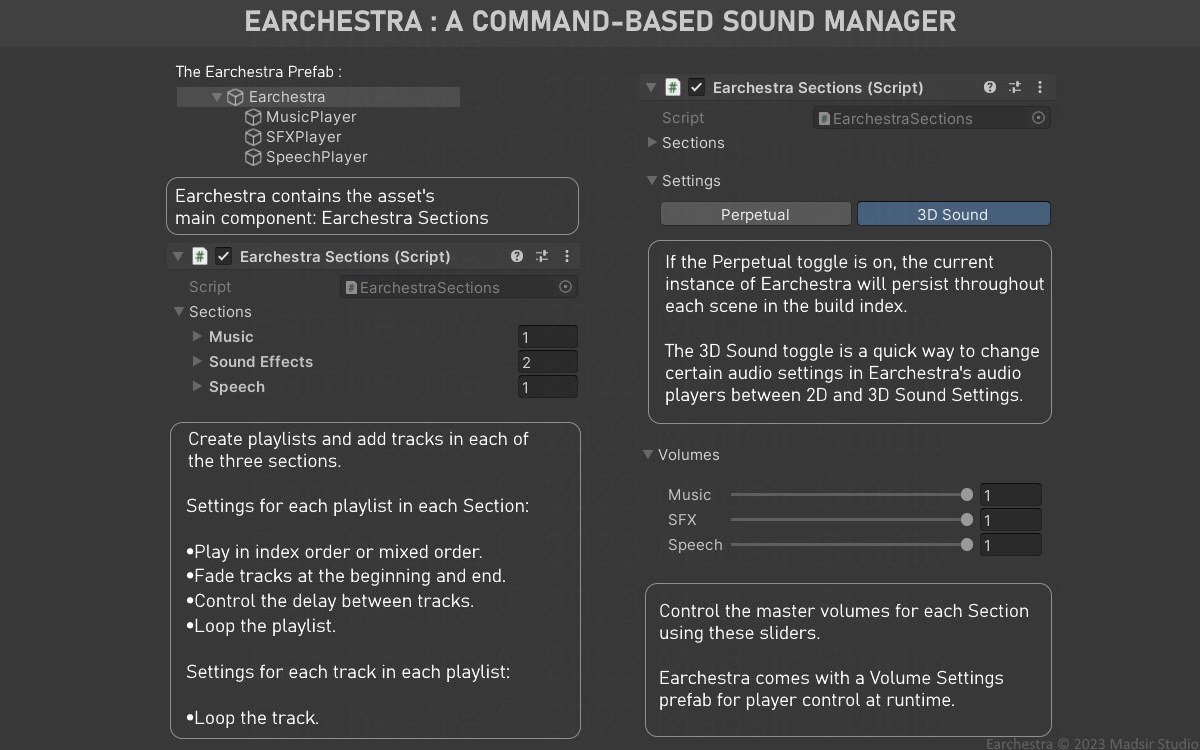 EARCHESTRA : A COMMAND-BASED SOUND MANAGER
The Earchestra Prefab :
Earchestra
MusicPlayer
SFXPlayer
SpeechPlayer
Earchestra contains the asset's
main component: Earchestra Sections
Earchestra Sections (Script)
Script
EarchestraSections
Sections
Music 1
Sound Effects 2
Speech 1
Create playlists and add tracks in each of
the three sections.
Settings for each playlist in each Section:
•Play in index order or mixed order.
•Fade tracks at the beginning and end.
•Control the delay between tracks.
•Loop the playlist.
Settings for each track in each playlist:
•Loop the track.
Earchestra Sections (Script)
Script
EarchestraSections
Sections
Settings
Perpetual
3D Sound
If the Perpetual toggle is on, the current
instance of Earchestra will persist throughout
each scene in the build index.
The 3D Sound toggle is a quick way to change
certain audio settings in Earchestra's audio
players between 2D and 3D Sound Settings.
Volumes
Music 1
SFX 1
Speech 1
Control the master volumes for each Section
using these sliders.
Earchestra comes with a Volume Settings
prefab for player control at runtime.
Earchestra © 2023 Madsir Studio